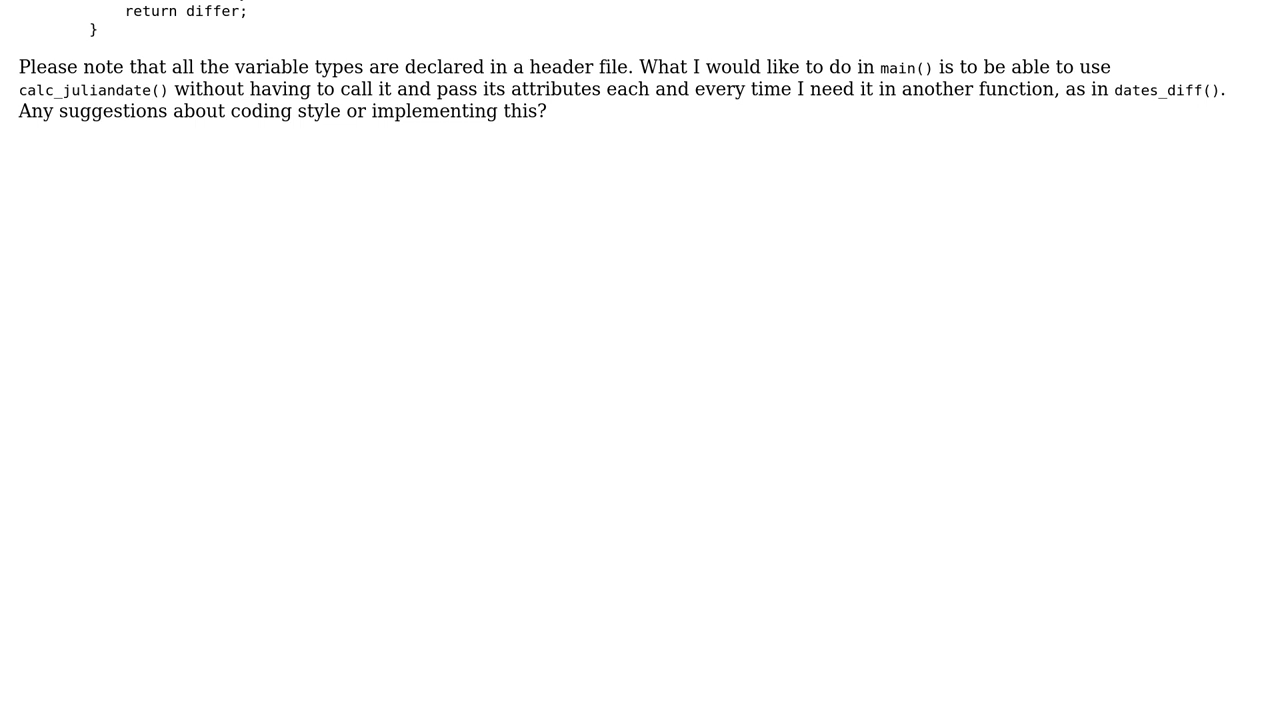 return differ;
}
Please note that all the variable types are declared in a header file. What I would like to do in main() is to be able to use
calc_juliandate() without having to call it and pass its attributes each and every time I need it in another function, as in dates_diff().
Any suggestions about coding style or implementing this?